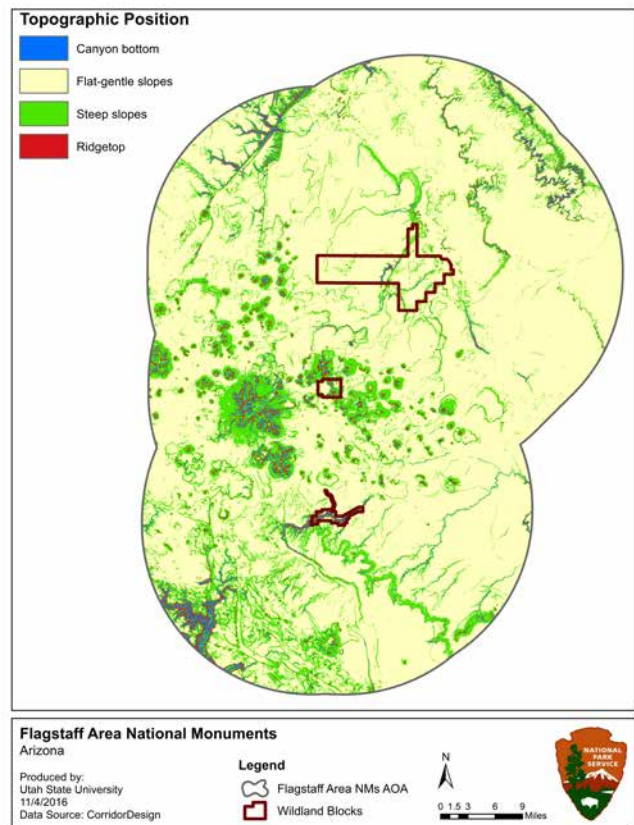 Topographic Position
Canyon bottom
Flat-gentle slopes
Steep slopes
Ridgetop
Flagstaff Area National Monuments
Arizona
Produced by:
Utah State University
11/4/2016
Data Source: CorridorDesign
Legend
Flagstaff Area NMs AOA
Wildland Blocks
N
0 1.5 3 6 9
Miles
NATIONAL
PARK
SERVICE